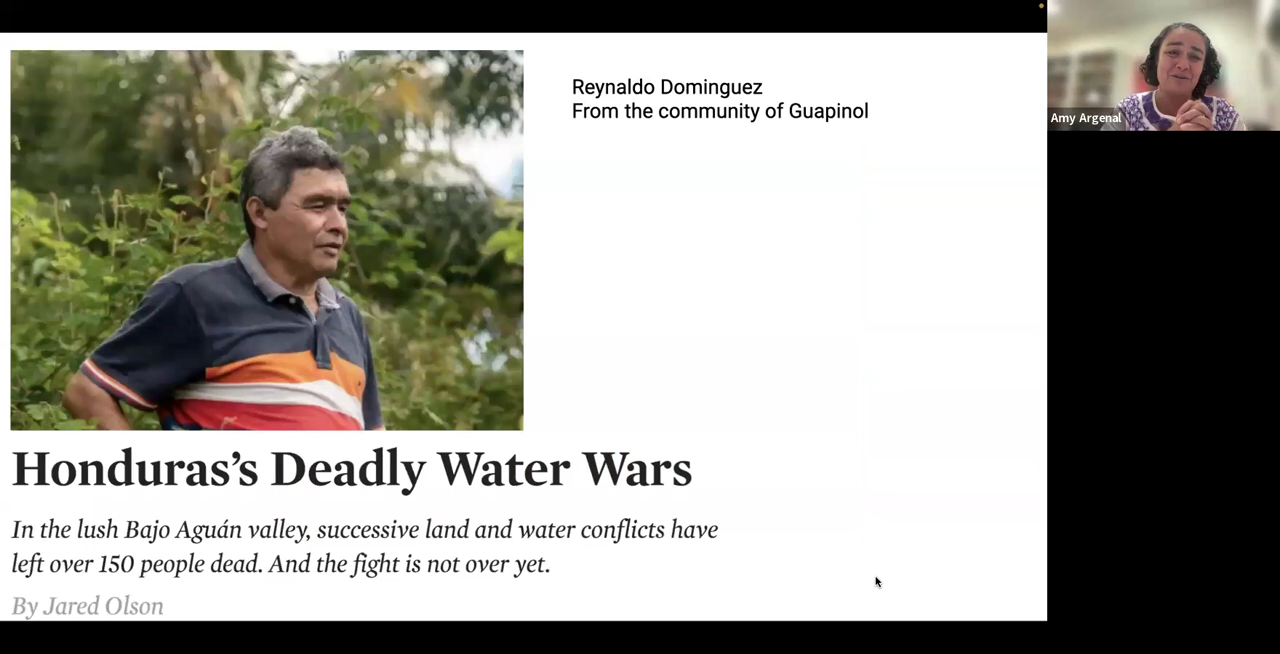 Reynaldo Dominguez
From the community of Guapinol
Amy Argenal
Honduras’s Deadly Water Wars
In the lush Bajo Aguán valley, successive land and water conflicts have
left over 150 people dead. And the fight is not over yet.
By Jared Olson